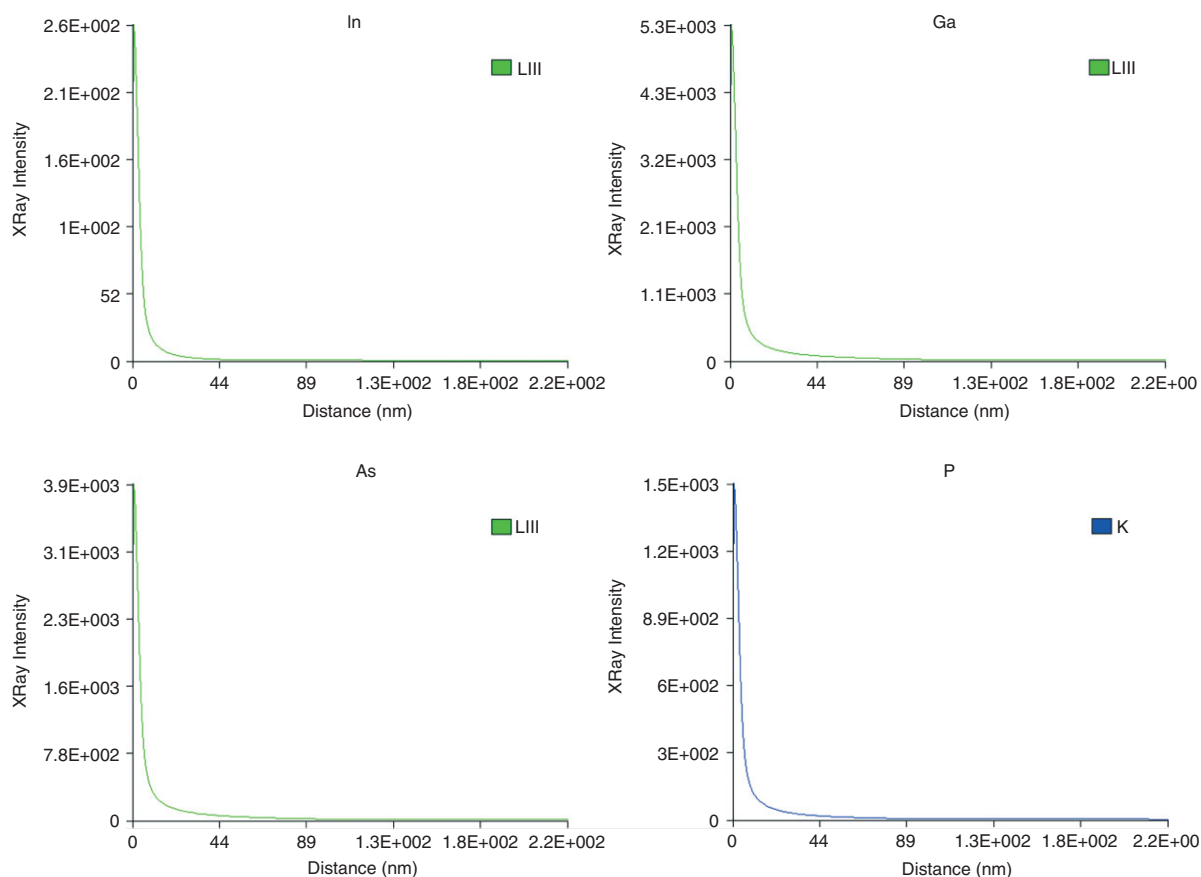 In
XRay Intensity
2.6E+002
2.1E+002
1.6E+002
1E+002
52
0
LIII
0 44 89 1.3E+002 1.8E+002 2.2E+002
Distance (nm)
Ga
XRay Intensity
5.3E+003
4.3E+003
3.2E+003
2.1E+003
1.1E+003
0
LIII
0 44 89 1.3E+002 1.8E+002 2.2E+00
Distance (nm)
As
XRay Intensity
3.9E+003
3.1E+003
2.3E+003
1.6E+003
7.8E+002
0
LIII
0 44 89 1.3E+002 1.8E+002 2.2E+002
Distance (nm)
P
XRay Intensity
1.5E+003
1.2E+003
8.9E+002
6E+002
3E+002
0
K
0 44 89 1.3E+002 1.8E+002 2.2E+00
Distance (nm)